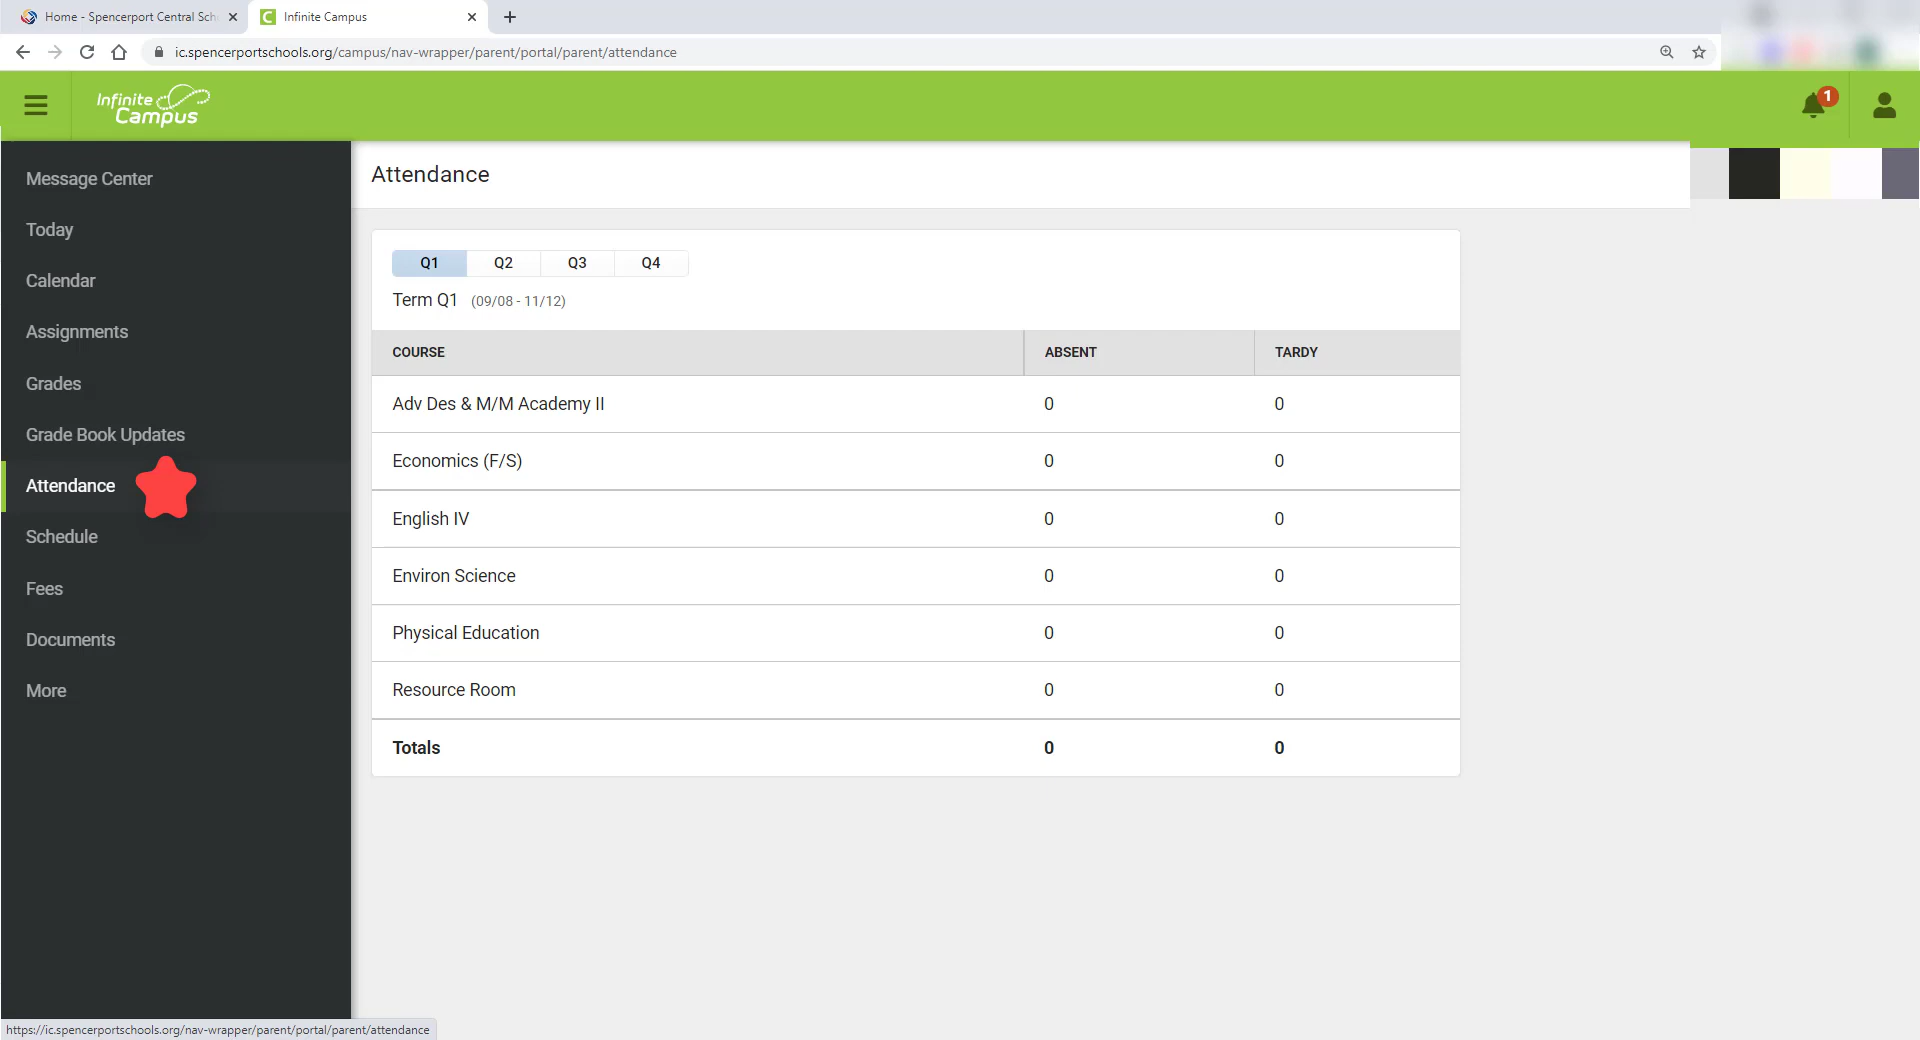 Home - Spencerport Central Sch
Infinite Campus
ic.spencerportschools.org/campus/nav-wrapper/parent/portal/parent/attendance
Infinite Campus
1
Message Center
Today
Calendar
Assignments
Grades
Grade Book Updates
Attendance
Schedule
Fees
Documents
More
Attendance
Q1 Q2 Q3 Q4
Term Q1 (09/08 - 11/12)
COURSE ABSENT TARDY
Adv Des & M/M Academy II 0 0
Economics (F/S) 0 0
English IV 0 0
Environ Science 0 0
Physical Education 0 0
Resource Room 0 0
Totals 0 0
https://ic.spencerportschools.org/nav-wrapper/parent/portal/parent/attendance